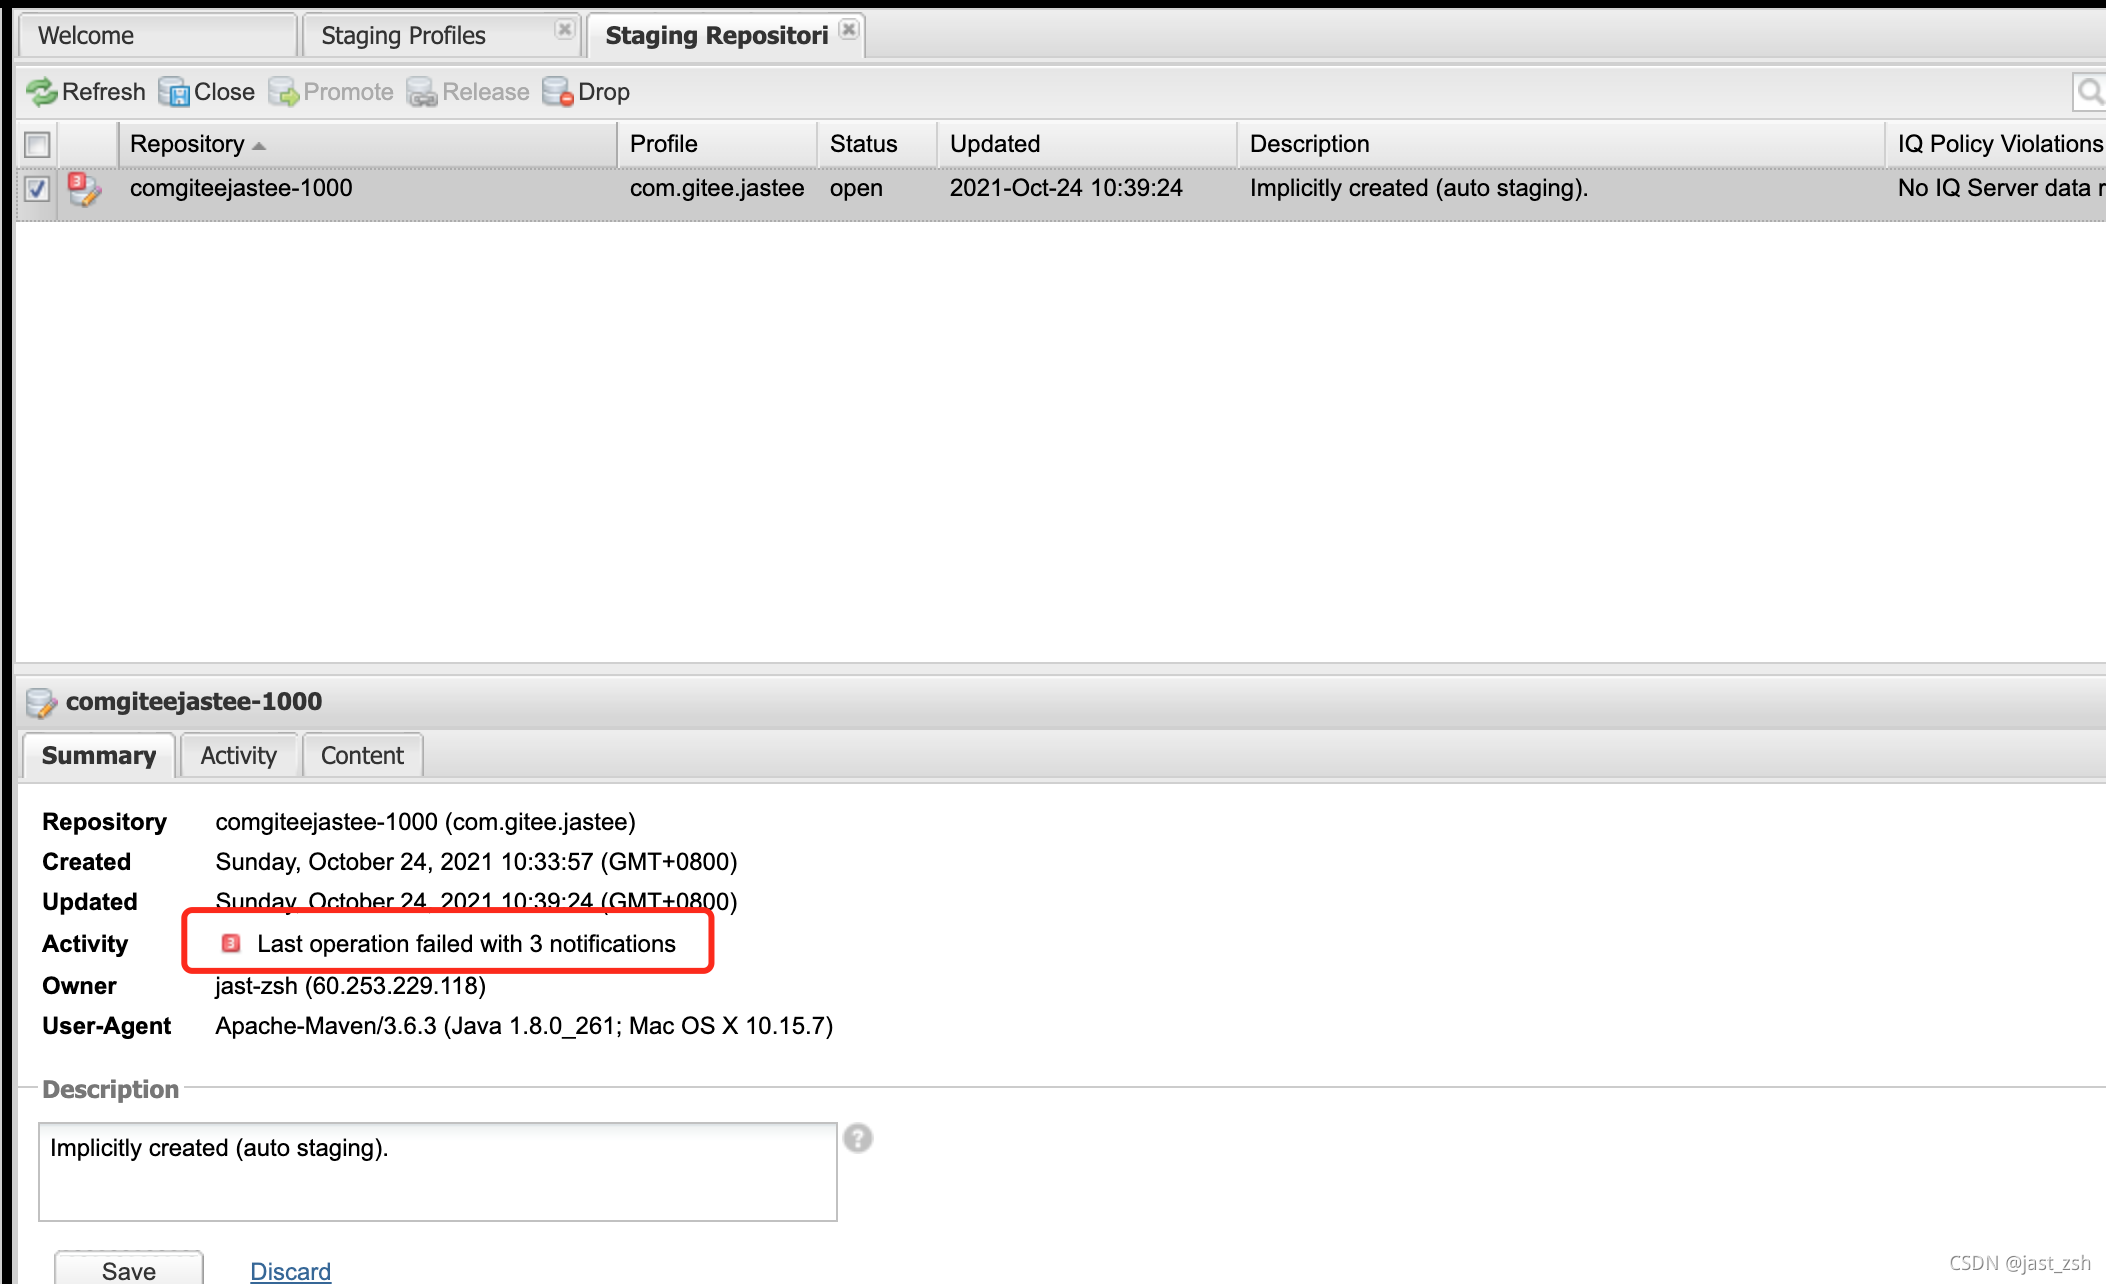 Welcome
Staging Profiles
Staging Repositori
Refresh Close Promote Release Drop
Repository Profile Status Updated Description IQ Policy Violations
3 comgiteejastee-1000 com.gitee.jastee open 2021-Oct-24 10:39:24 Implicitly created (auto staging). No IQ Server data r
comgiteejastee-1000
Summary Activity Content
Repository comgiteejastee-1000 (com.gitee.jastee)
Created Sunday, October 24, 2021 10:33:57 (GMT+0800)
Updated Sunday, October 24, 2021 10:39:24 (GMT+0800)
Activity 3 Last operation failed with 3 notifications
Owner jast-zsh (60.253.229.118)
User-Agent Apache-Maven/3.6.3 (Java 1.8.0_261; Mac OS X 10.15.7)
Description
Implicitly created (auto staging).
?
Save Discard
CSDN @jast_zsh